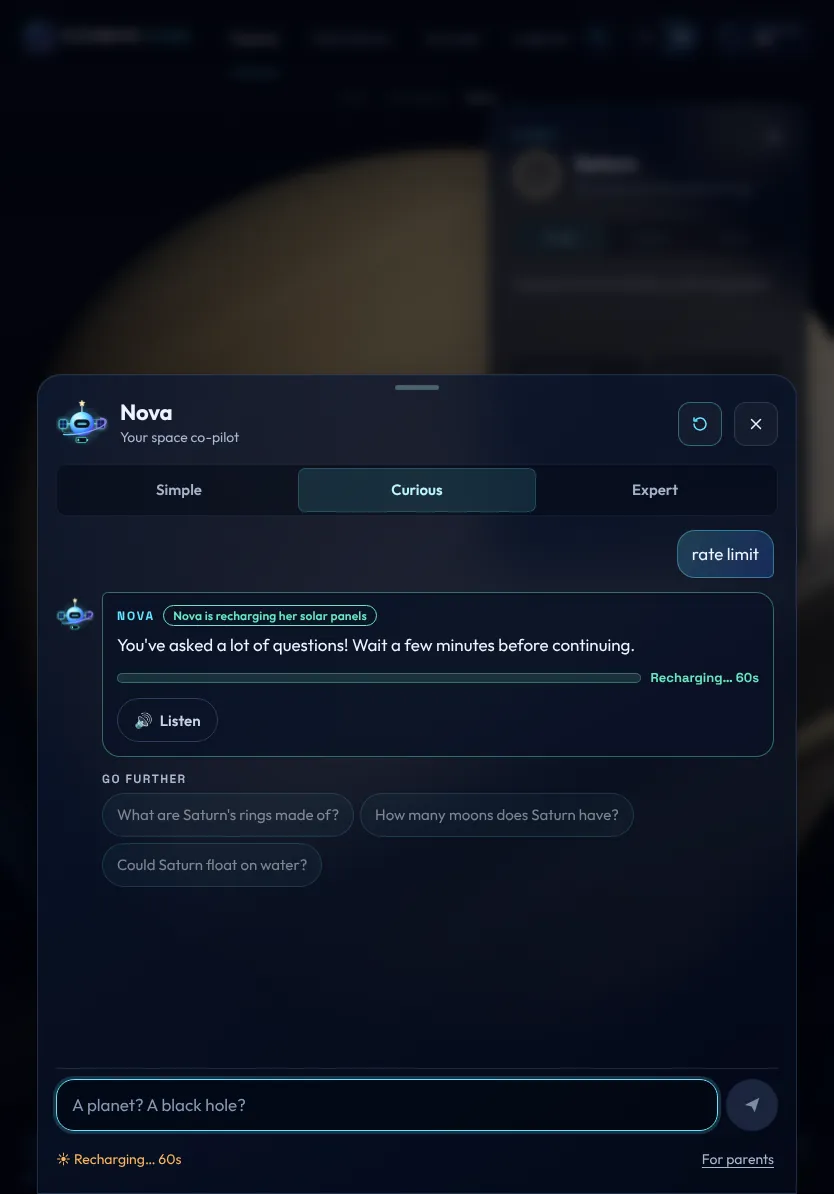 Nova
Your space co-pilot
Simple
Curious
Expert
rate limit
NOVA
Nova is recharging her solar panels
You've asked a lot of questions! Wait a few minutes before continuing.
Recharging… 60s
Listen
GO FURTHER
What are Saturn's rings made of?
How many moons does Saturn have?
Could Saturn float on water?
A planet? A black hole?
Recharging… 60s
For parents